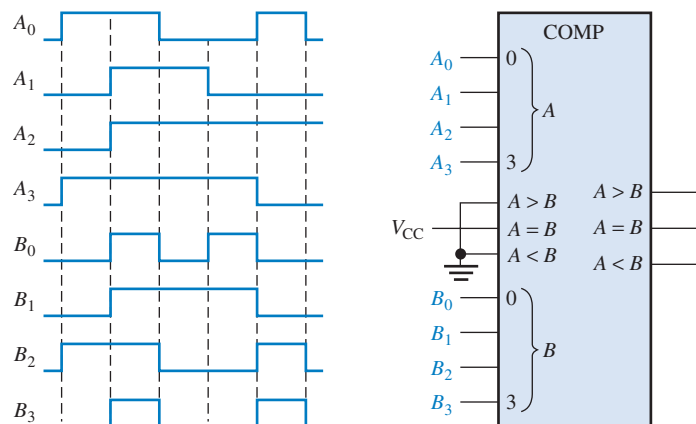 A₀
A₁
A₂
A₃
B₀
B₁
B₂
B₃
COMP
A₀ 0
A₁
A
A₂
A₃ 3
A > B A > B
V_CC A = B A = B
A < B A < B
B₀ 0
B₁
B
B₂
B₃ 3